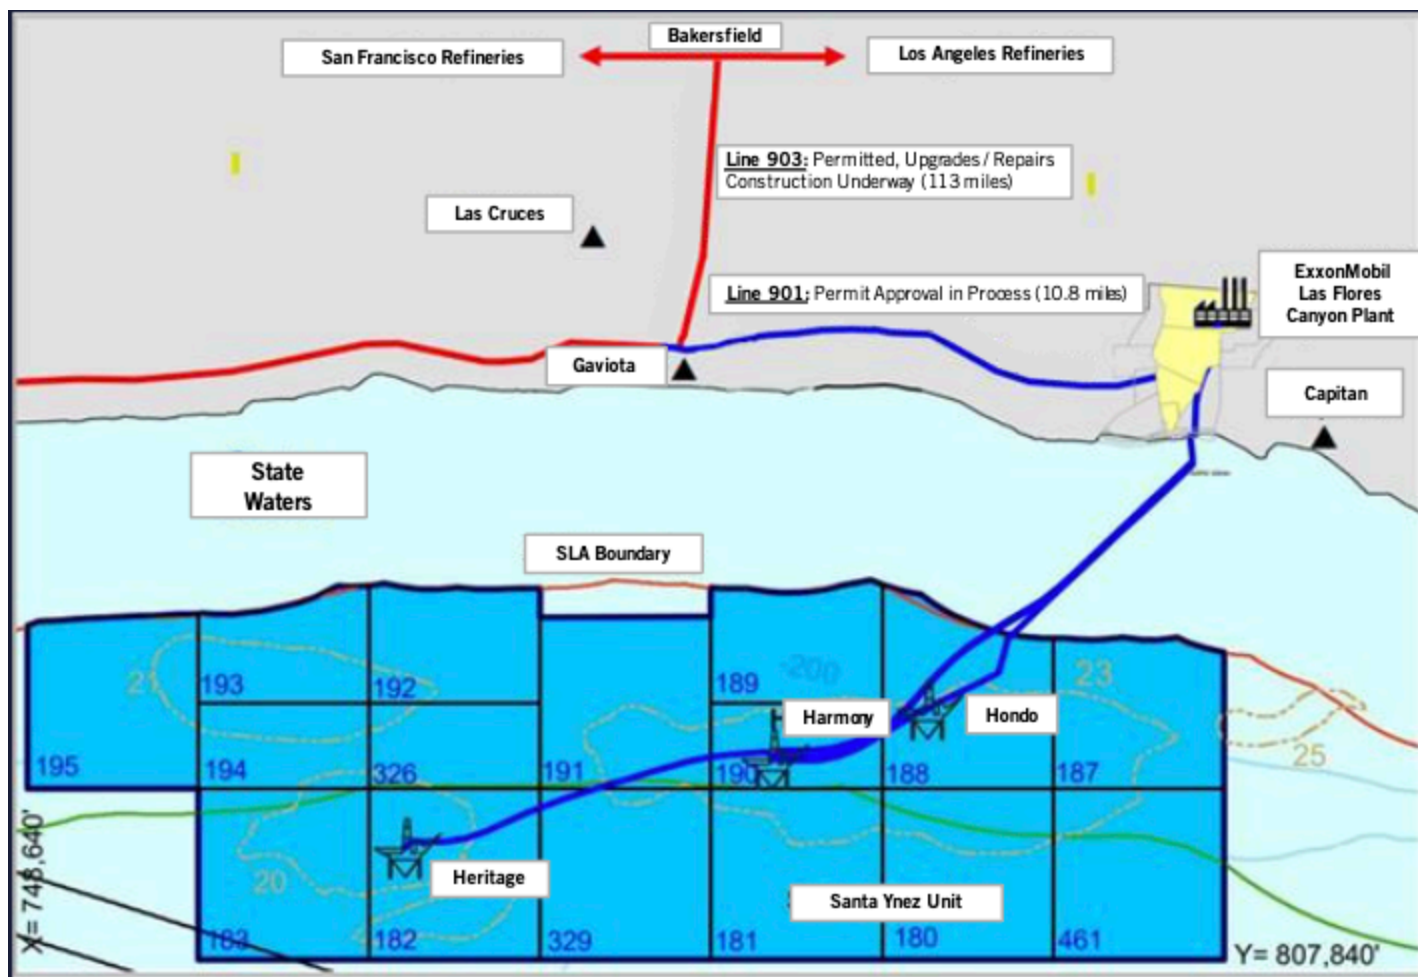 Bakersfield
San Francisco Refineries
Los Angeles Refineries
Line 903: Permitted, Upgrades / Repairs
Construction Underway (113 miles)
Las Cruces
ExxonMobil
Las Flores
Canyon Plant
Line 901: Permit Approval in Process (10.8 miles)
Gaviota
Capitan
State
Waters
SLA Boundary
21
193
192
189
-200
23
Harmony
Hondo
25
195
194
326
191
190
188
187
X= 748,640'
20
Heritage
Santa Ynez Unit
183
182
329
181
180
461
Y= 807,840'